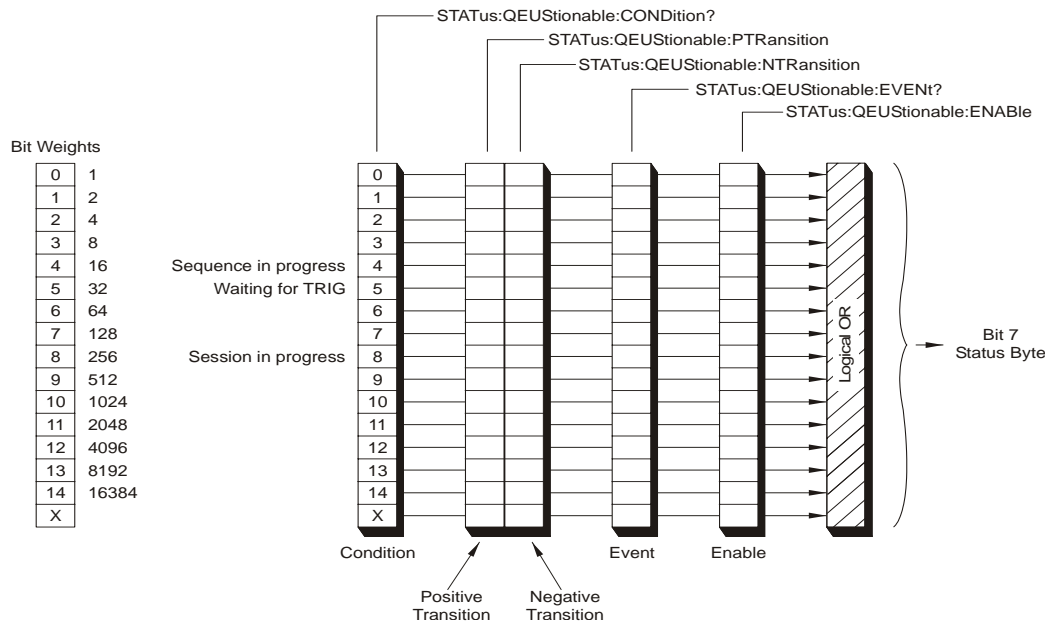 STATus:QEUStionable:CONDition?
STATus:QEUStionable:PTRansition
STATus:QEUStionable:NTRansition
STATus:QEUStionable:EVENt?
STATus:QEUStionable:ENABle
Bit Weights
0 1 0
1 2 1
2 4 2
3 8 3
4 16 Sequence in progress 4
5 32 Waiting for TRIG 5
6 64 6
7 128 7
8 256 Session in progress 8
9 512 9
10 1024 10
11 2048 11
12 4096 12
13 8192 13
14 16384 14
X X
Logical OR
Bit 7
Status Byte
Condition Event Enable
Positive Transition
Negative Transition